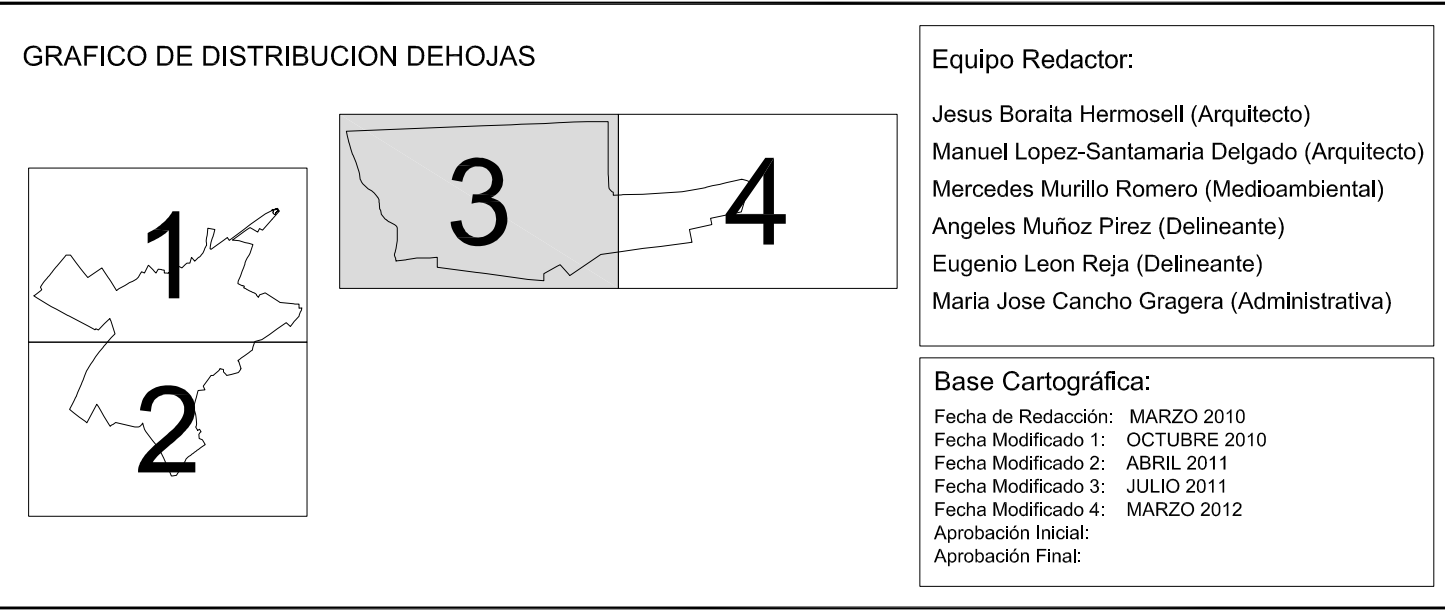 GRAFICO DE DISTRIBUCION DEHOJAS
1
2
3
4
Equipo Redactor:
Jesus Boraita Hermosell (Arquitecto)
Manuel Lopez-Santamaria Delgado (Arquitecto)
Mercedes Murillo Romero (Medioambiental)
Angeles Muñoz Pirez (Delineante)
Eugenio Leon Reja (Delineante)
Maria Jose Cancho Gragera (Administrativa)
Base Cartográfica:
Fecha de Redacción: MARZO 2010
Fecha Modificado 1: OCTUBRE 2010
Fecha Modificado 2: ABRIL 2011
Fecha Modificado 3: JULIO 2011
Fecha Modificado 4: MARZO 2012
Aprobación Inicial:
Aprobación Final: